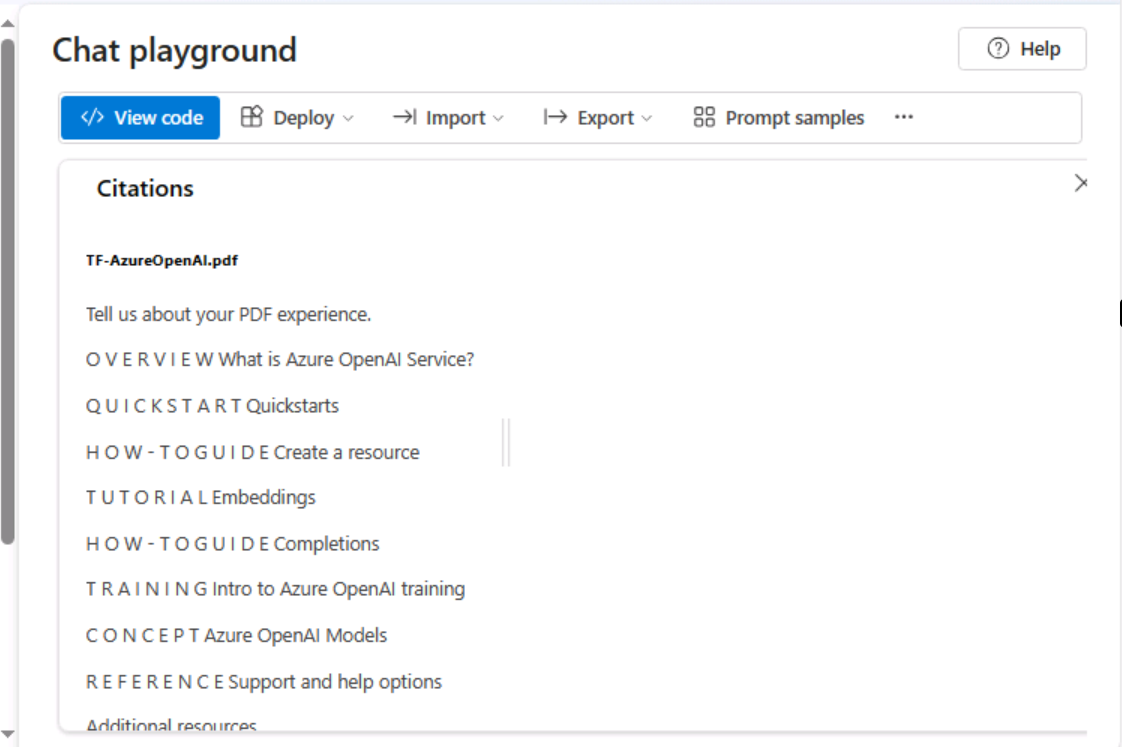 Chat playground
Help
</> View code
Deploy
Import
Export
Prompt samples
...
Citations
TF-AzureOpenAI.pdf
Tell us about your PDF experience.
O V E R V I E W What is Azure OpenAI Service?
Q U I C K S T A R T Quickstarts
H O W - T O G U I D E Create a resource
T U T O R I A L Embeddings
H O W - T O G U I D E Completions
T R A I N I N G Intro to Azure OpenAI training
C O N C E P T Azure OpenAI Models
R E F E R E N C E Support and help options
Additional resources